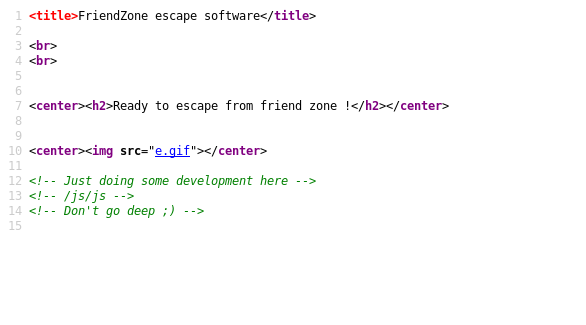 1 <title>FriendZone escape software</title>
2
3 <br>
4 <br>
5
6
7 <center><h2>Ready to escape from friend zone !</h2></center>
8
9
10 <center><img src="e.gif"></center>
11
12 <!-- Just doing some development here -->
13 <!-- /js/js -->
14 <!-- Don't go deep ;) -->
15